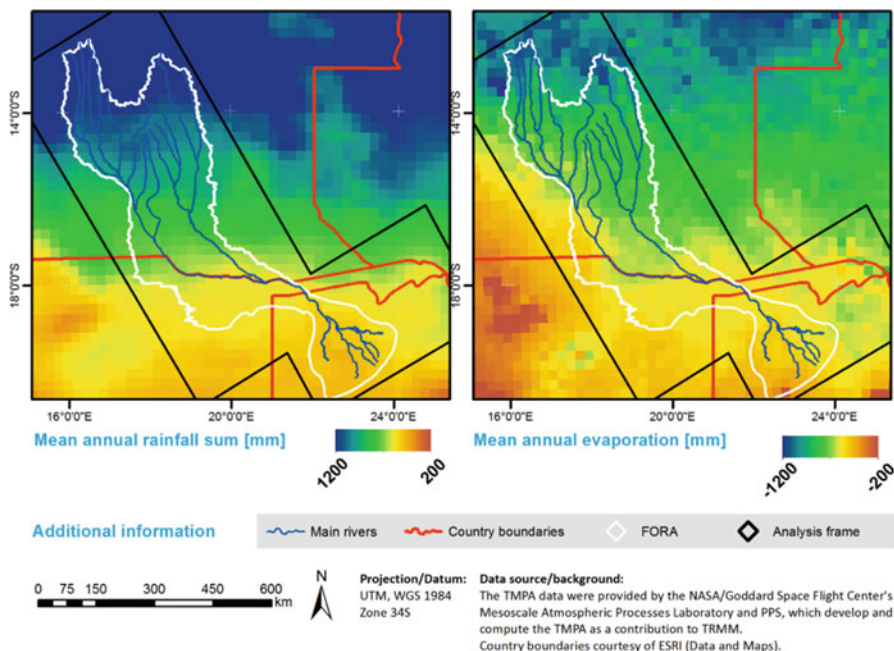 14°0'0"S
18°0'0"S
16°0'0"E
20°0'0"E
24°0'0"E
14°0'0"S
18°0'0"S
16°0'0"E
20°0'0"E
24°0'0"E
Mean annual rainfall sum [mm]
1200
200
Mean annual evaporation [mm]
-1200
-200
Additional information
Main rivers
Country boundaries
FORA
Analysis frame
0 75 150 300 450 600
km
N
Projection/Datum:
UTM, WGS 1984
Zone 34S
Data source/background:
The TMPA data were provided by the NASA/Goddard Space Flight Center's
Mesoscale Atmospheric Processes Laboratory and PPS, which develop and
compute the TMPA as a contribution to TRMM.
Country boundaries courtesy of ESRI (Data and Maps).